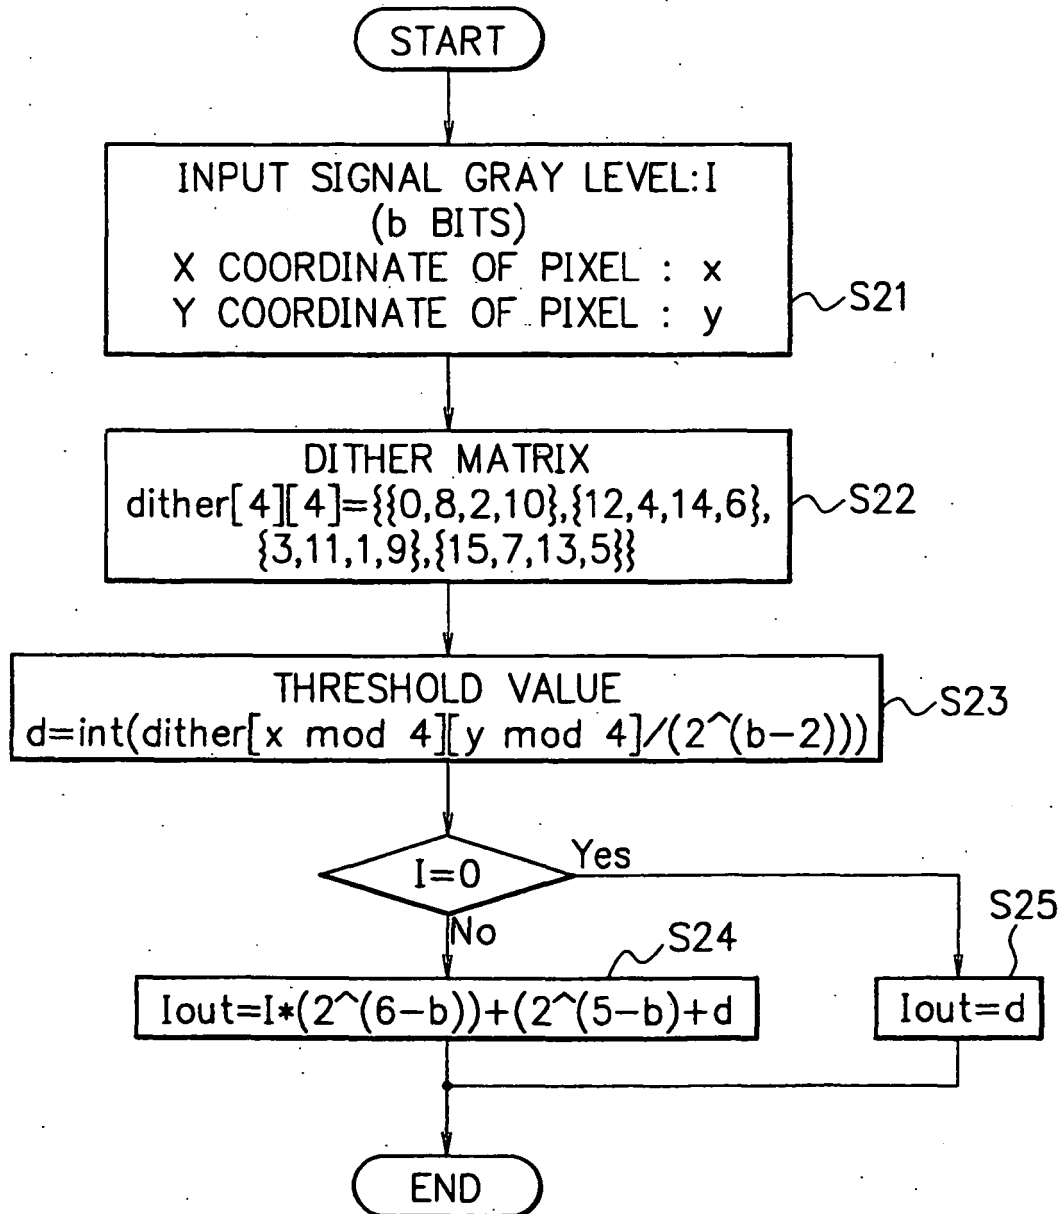 START
INPUT SIGNAL GRAY LEVEL:I
(b BITS)
X COORDINATE OF PIXEL : x
Y COORDINATE OF PIXEL : y
S21
DITHER MATRIX
dither[4][4]={{0,8,2,10},{12,4,14,6},
{3,11,1,9},{15,7,13,5}}
S22
THRESHOLD VALUE
d=int(dither[x mod 4][y mod 4]/(2^(b-2)))
S23
I=0
Yes
No
S24
S25
Iout=I*(2^(6-b))+(2^(5-b)+d
Iout=d
END